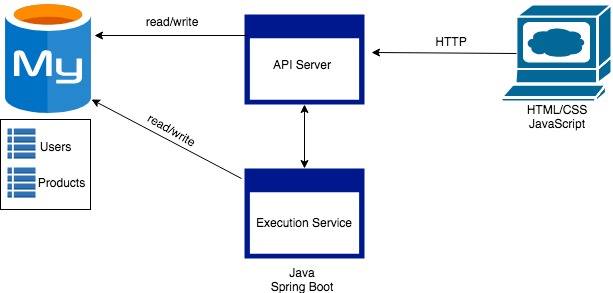 read/write
API Server
HTTP
My
HTML/CSS
JavaScript
read/write
Users
Products
Execution Service
Java
Spring Boot